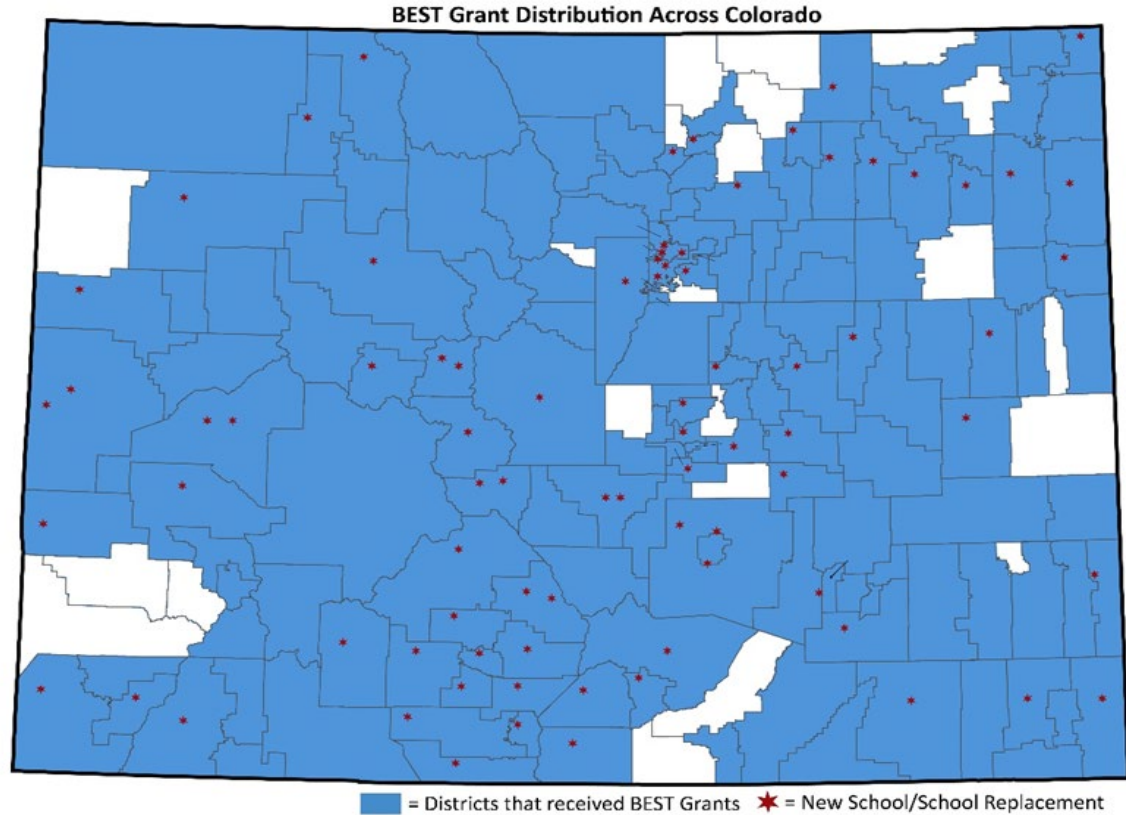 BEST Grant Distribution Across Colorado
= Districts that received BEST Grants = New School/School Replacement